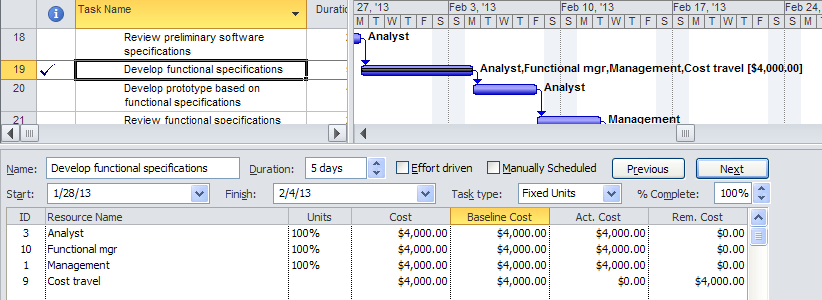 Task Name
Duratio
27, '13
Feb 3, '13
Feb 10, '13
Feb 17, '13
Feb 24,
M T W T F S S M T W T F S S M T W T F S S M T W T F S S M T
18 Review preliminary software specifications Analyst
19 Develop functional specifications Analyst,Functional mgr,Management,Cost travel [$4,000.00]
20 Develop prototype based on functional specifications Analyst
21 Review functional specifications Management
Name: Develop functional specifications Duration: 5 days Effort driven Manually Scheduled Previous Next
Start: 1/28/13 Finish: 2/4/13 Task type: Fixed Units % Complete: 100%
ID Resource Name Units Cost Baseline Cost Act. Cost Rem. Cost
3 Analyst 100% $4,000.00 $4,000.00 $4,000.00 $0.00
10 Functional mgr 100% $4,000.00 $4,000.00 $4,000.00 $0.00
1 Management 100% $4,000.00 $4,000.00 $4,000.00 $0.00
9 Cost travel $4,000.00 $4,000.00 $0.00 $4,000.00